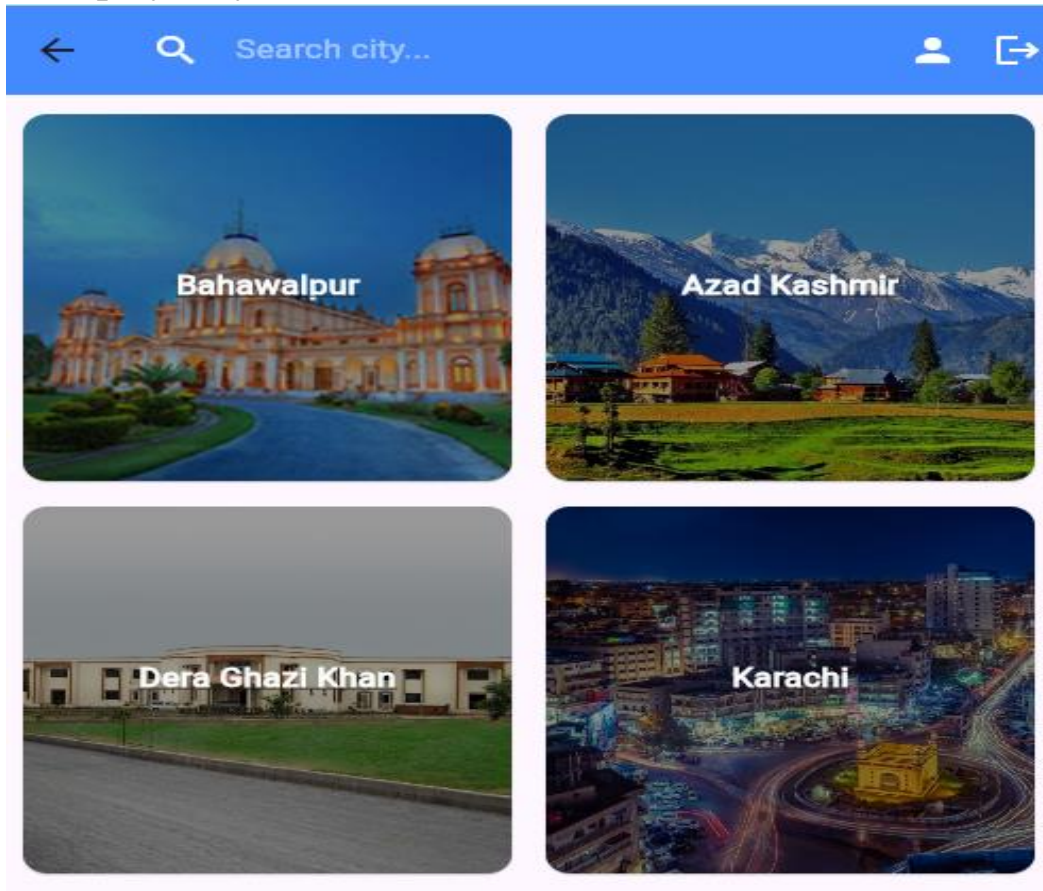 Search city...
Bahawalpur
Azad Kashmir
Dera Ghazi Khan
Karachi